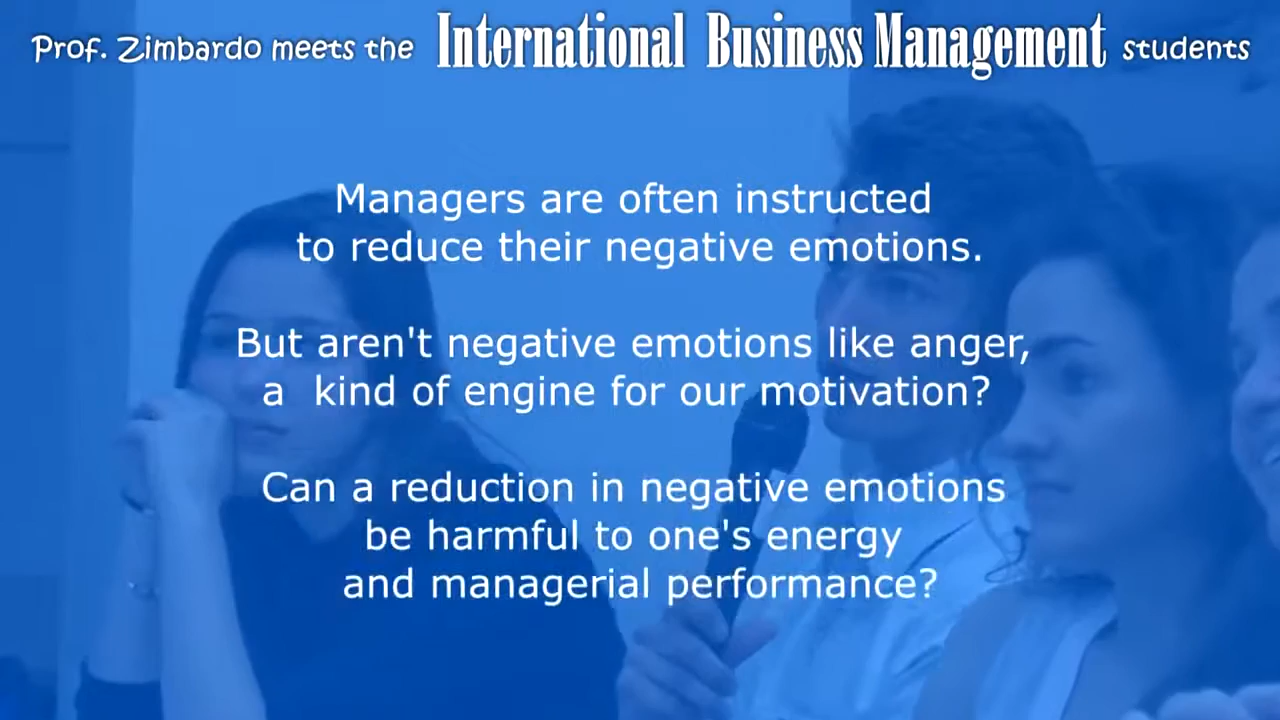 Prof. Zimbardo meets the International Business Management students
Managers are often instructed
to reduce their negative emotions.
But aren't negative emotions like anger,
a kind of engine for our motivation?
Can a reduction in negative emotions
be harmful to one's energy
and managerial performance?